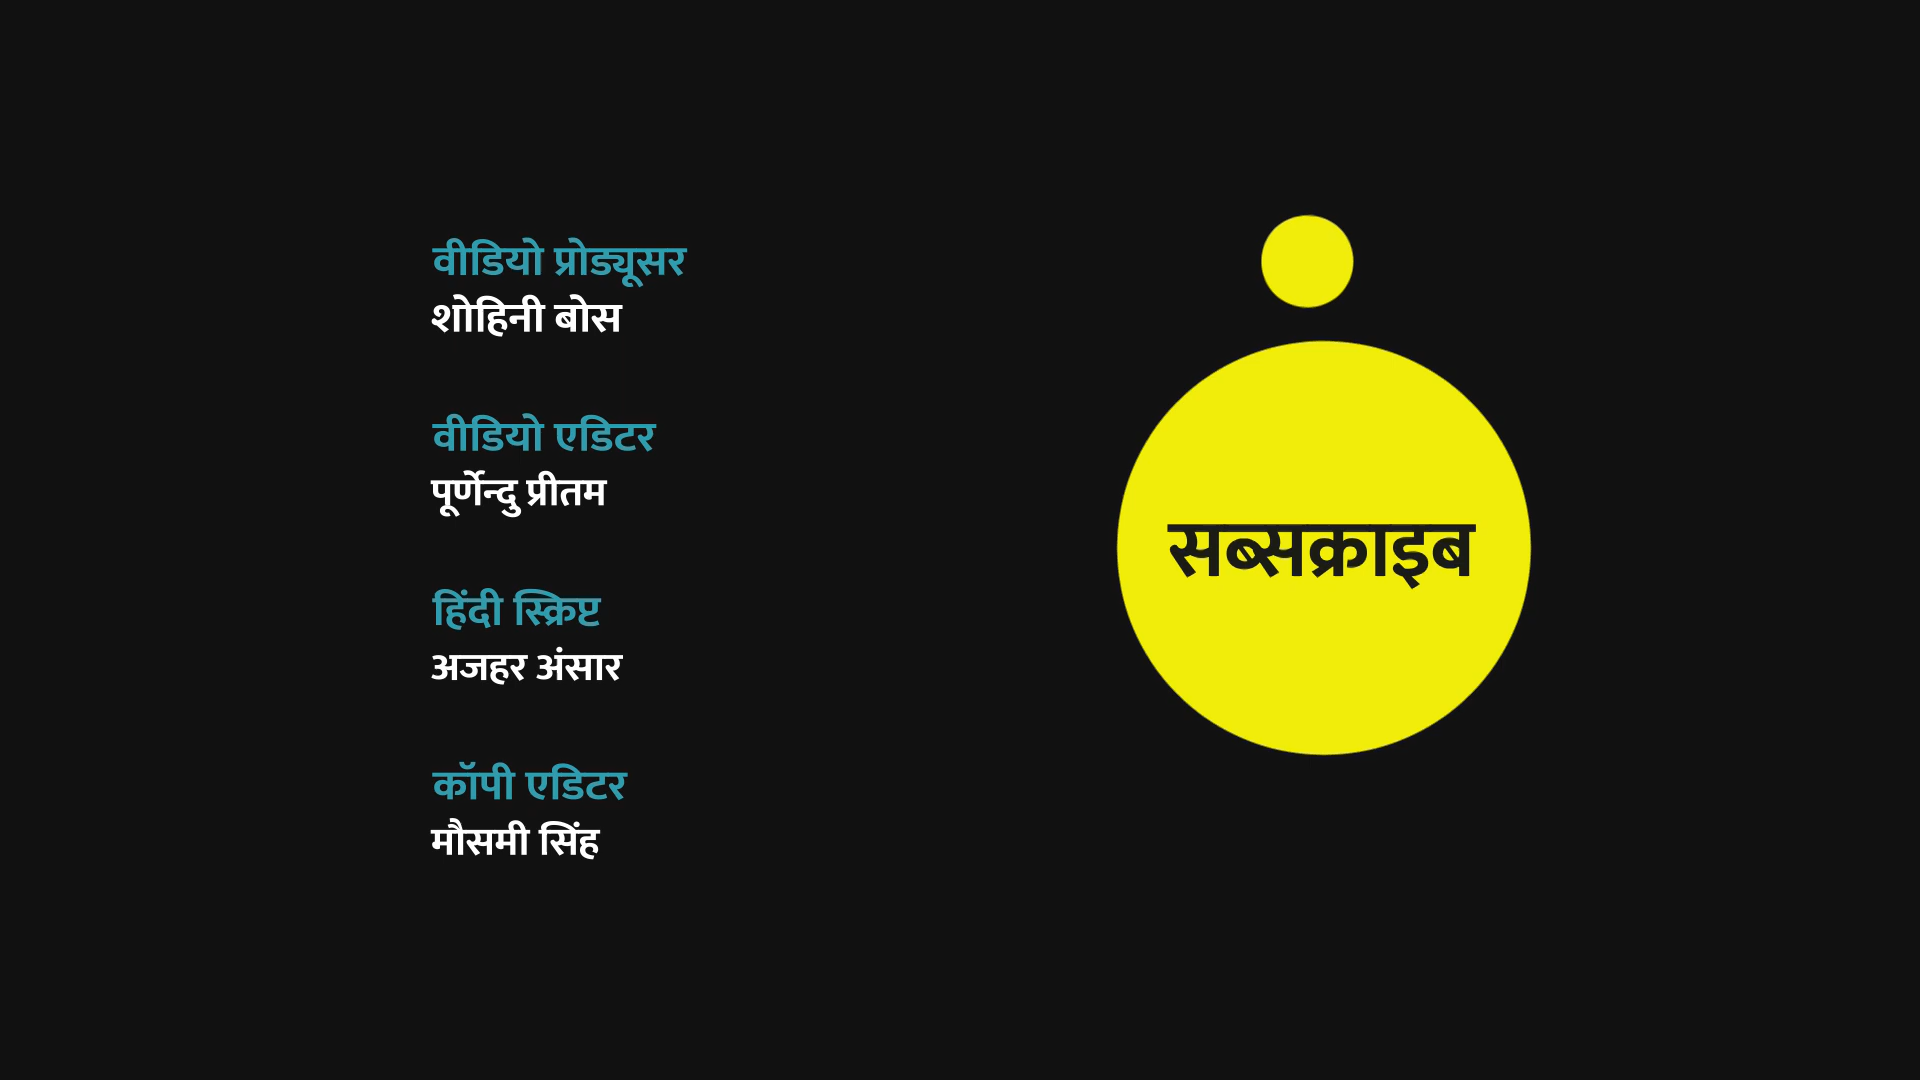 वीडियो प्रोड्यूसर
शोहिनी बोस
वीडियो एडिटर
पूर्णेन्दु प्रीतम
हिंदी स्क्रिप्ट
अजहर अंसार
कॉपी एडिटर
मौसमी सिंह
सब्सक्राइब